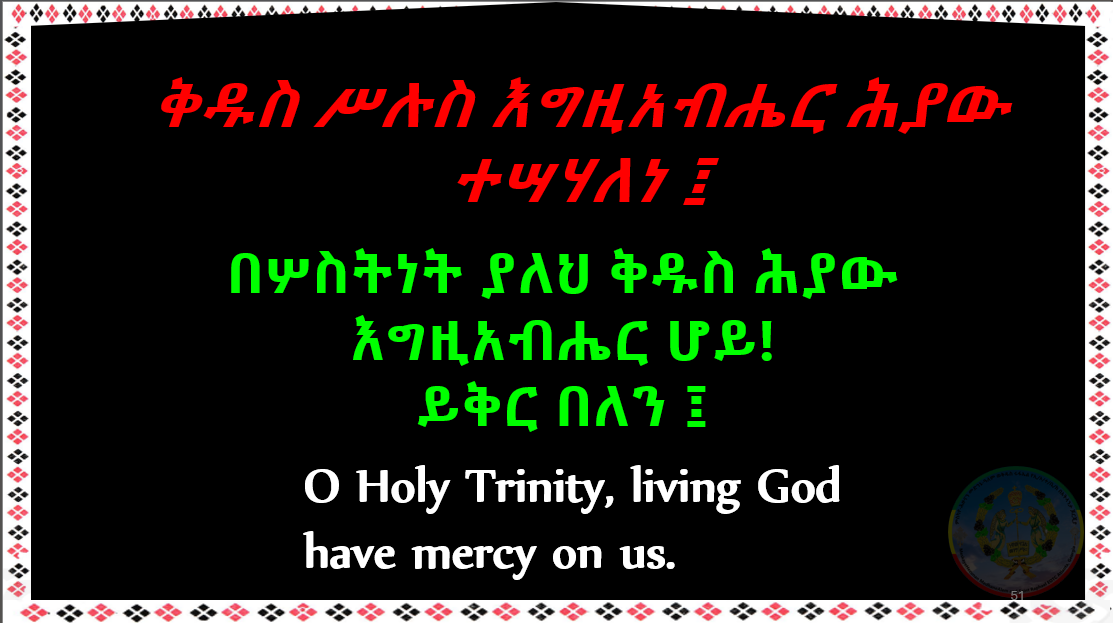 ቅዱስ ሥሉስ እግዚአብሔር ሕያው
ተሣሃለነ ፤
በሦስትነት ያለህ ቅዱስ ሕያው
እግዚአብሔር ሆይ!
ይቅር በለን ፤
O Holy Trinity, living God
have mercy on us.
51